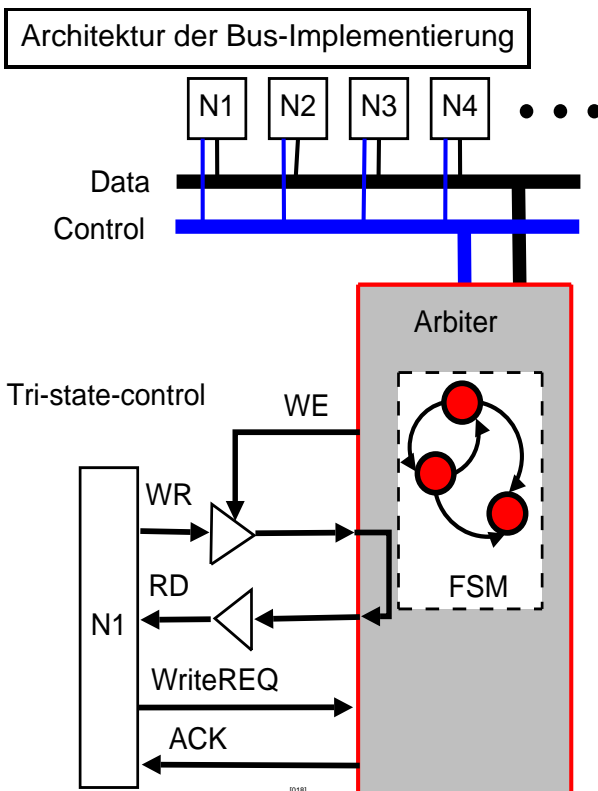 Architektur der Bus-Implementierung
N1 N2 N3 N4
Data
Control
Arbiter
Tri-state-control
WE
WR
RD
FSM
N1
WriteREQ
ACK
[018]